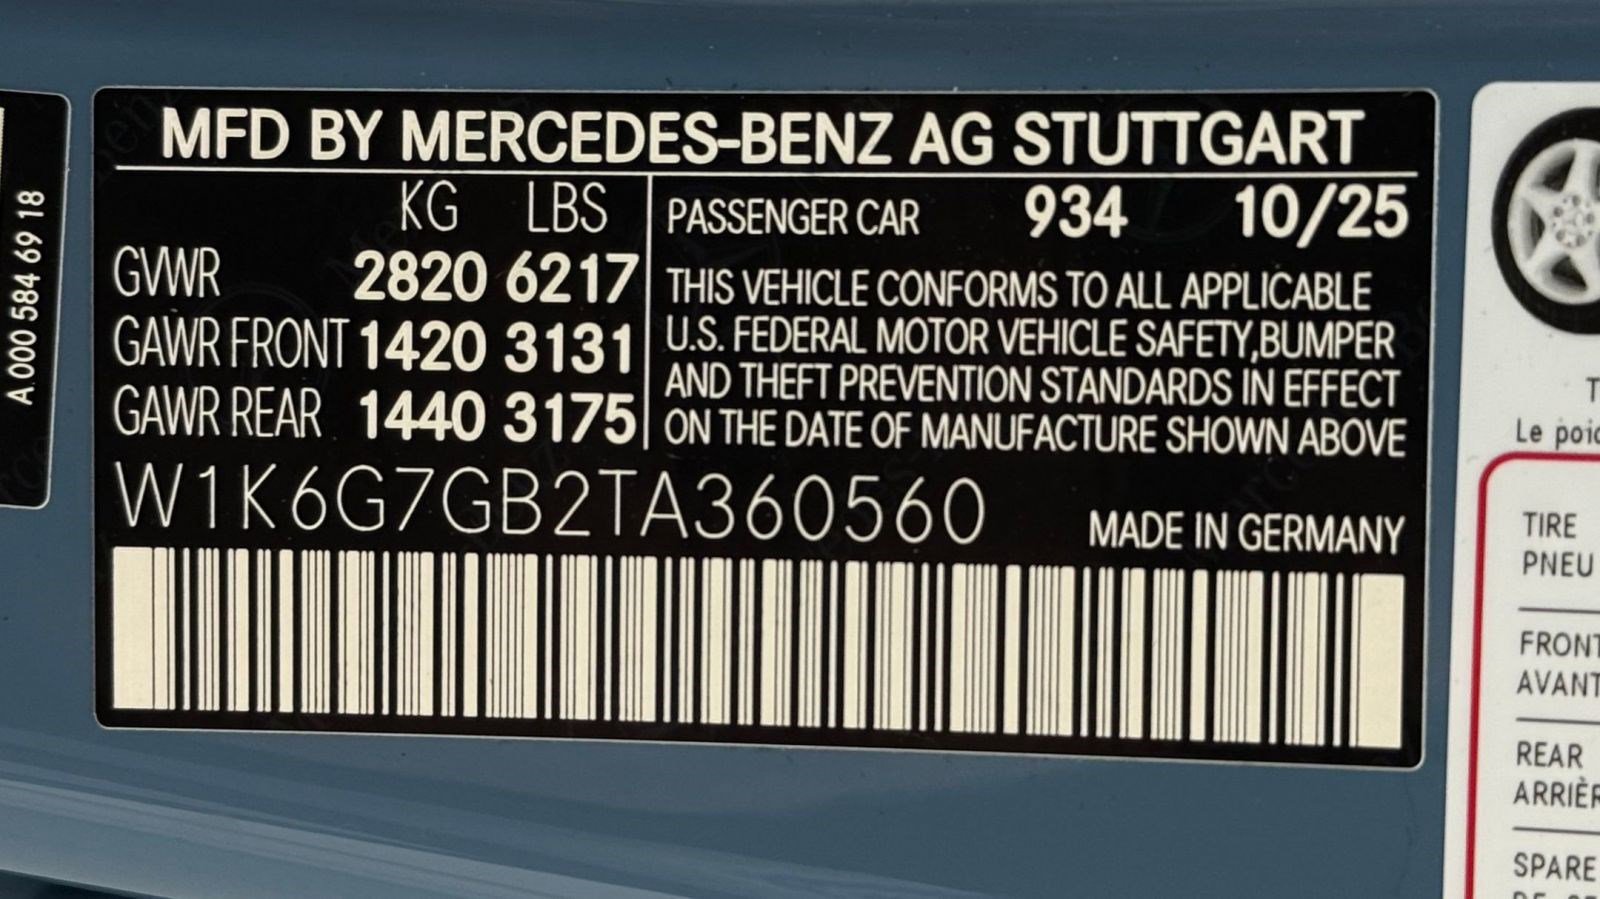 A 000 584 69 18
MFD BY MERCEDES-BENZ AG STUTTGART
KG LBS
GVWR 2820 6217
GAWR FRONT 1420 3131
GAWR REAR 1440 3175
PASSENGER CAR 934 10/25
THIS VEHICLE CONFORMS TO ALL APPLICABLE
U.S. FEDERAL MOTOR VEHICLE SAFETY,BUMPER
AND THEFT PREVENTION STANDARDS IN EFFECT
ON THE DATE OF MANUFACTURE SHOWN ABOVE
W1K6G7GB2TA360560
MADE IN GERMANY
Le
TIRE
PNEU
FRONT
AVANT
REAR
SPARE